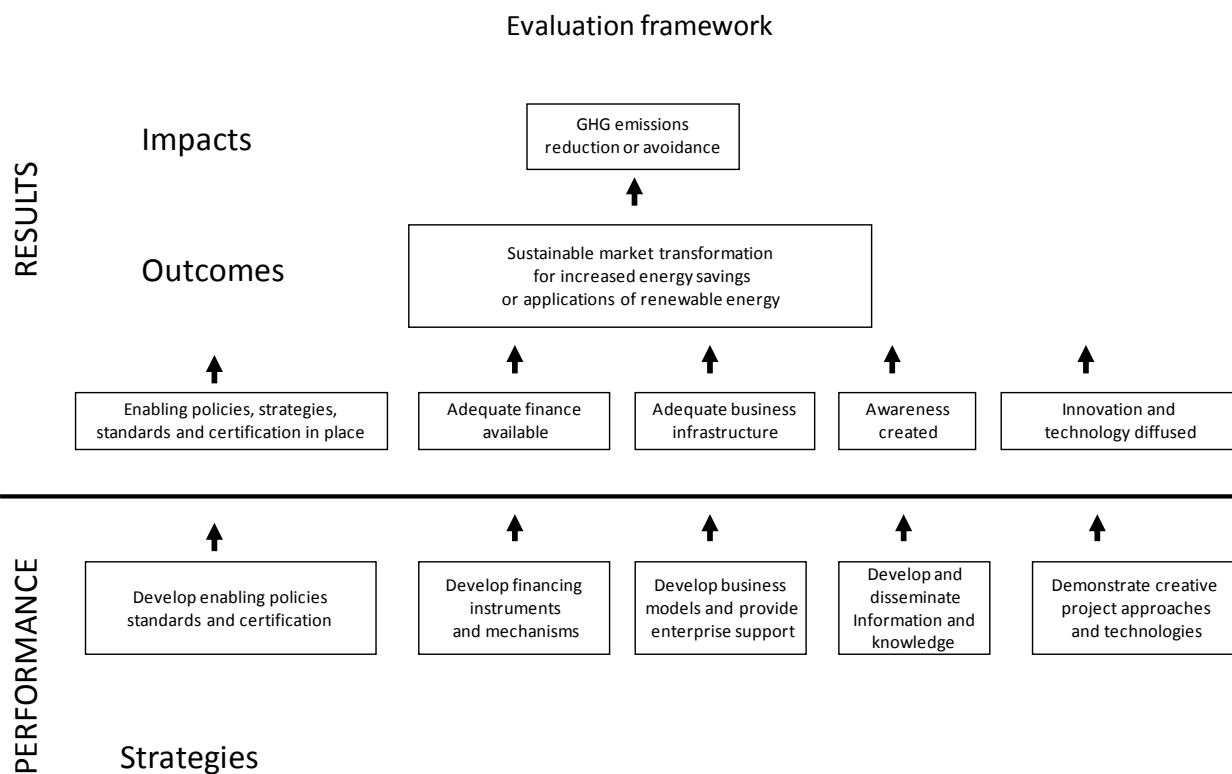 Evaluation framework
RESULTS
Impacts
GHG emissions
reduction or avoidance
Outcomes
Sustainable market transformation
for increased energy savings
or applications of renewable energy
Enabling policies, strategies,
standards and certification in place
Adequate finance
available
Adequate business
infrastructure
Awareness
created
Innovation and
technology diffused
PERFORMANCE
Develop enabling policies
standards and certification
Develop financing
instruments
and mechanisms
Develop business
models and provide
enterprise support
Develop and
disseminate
Information and
knowledge
Demonstrate creative
project approaches
and technologies
Strategies